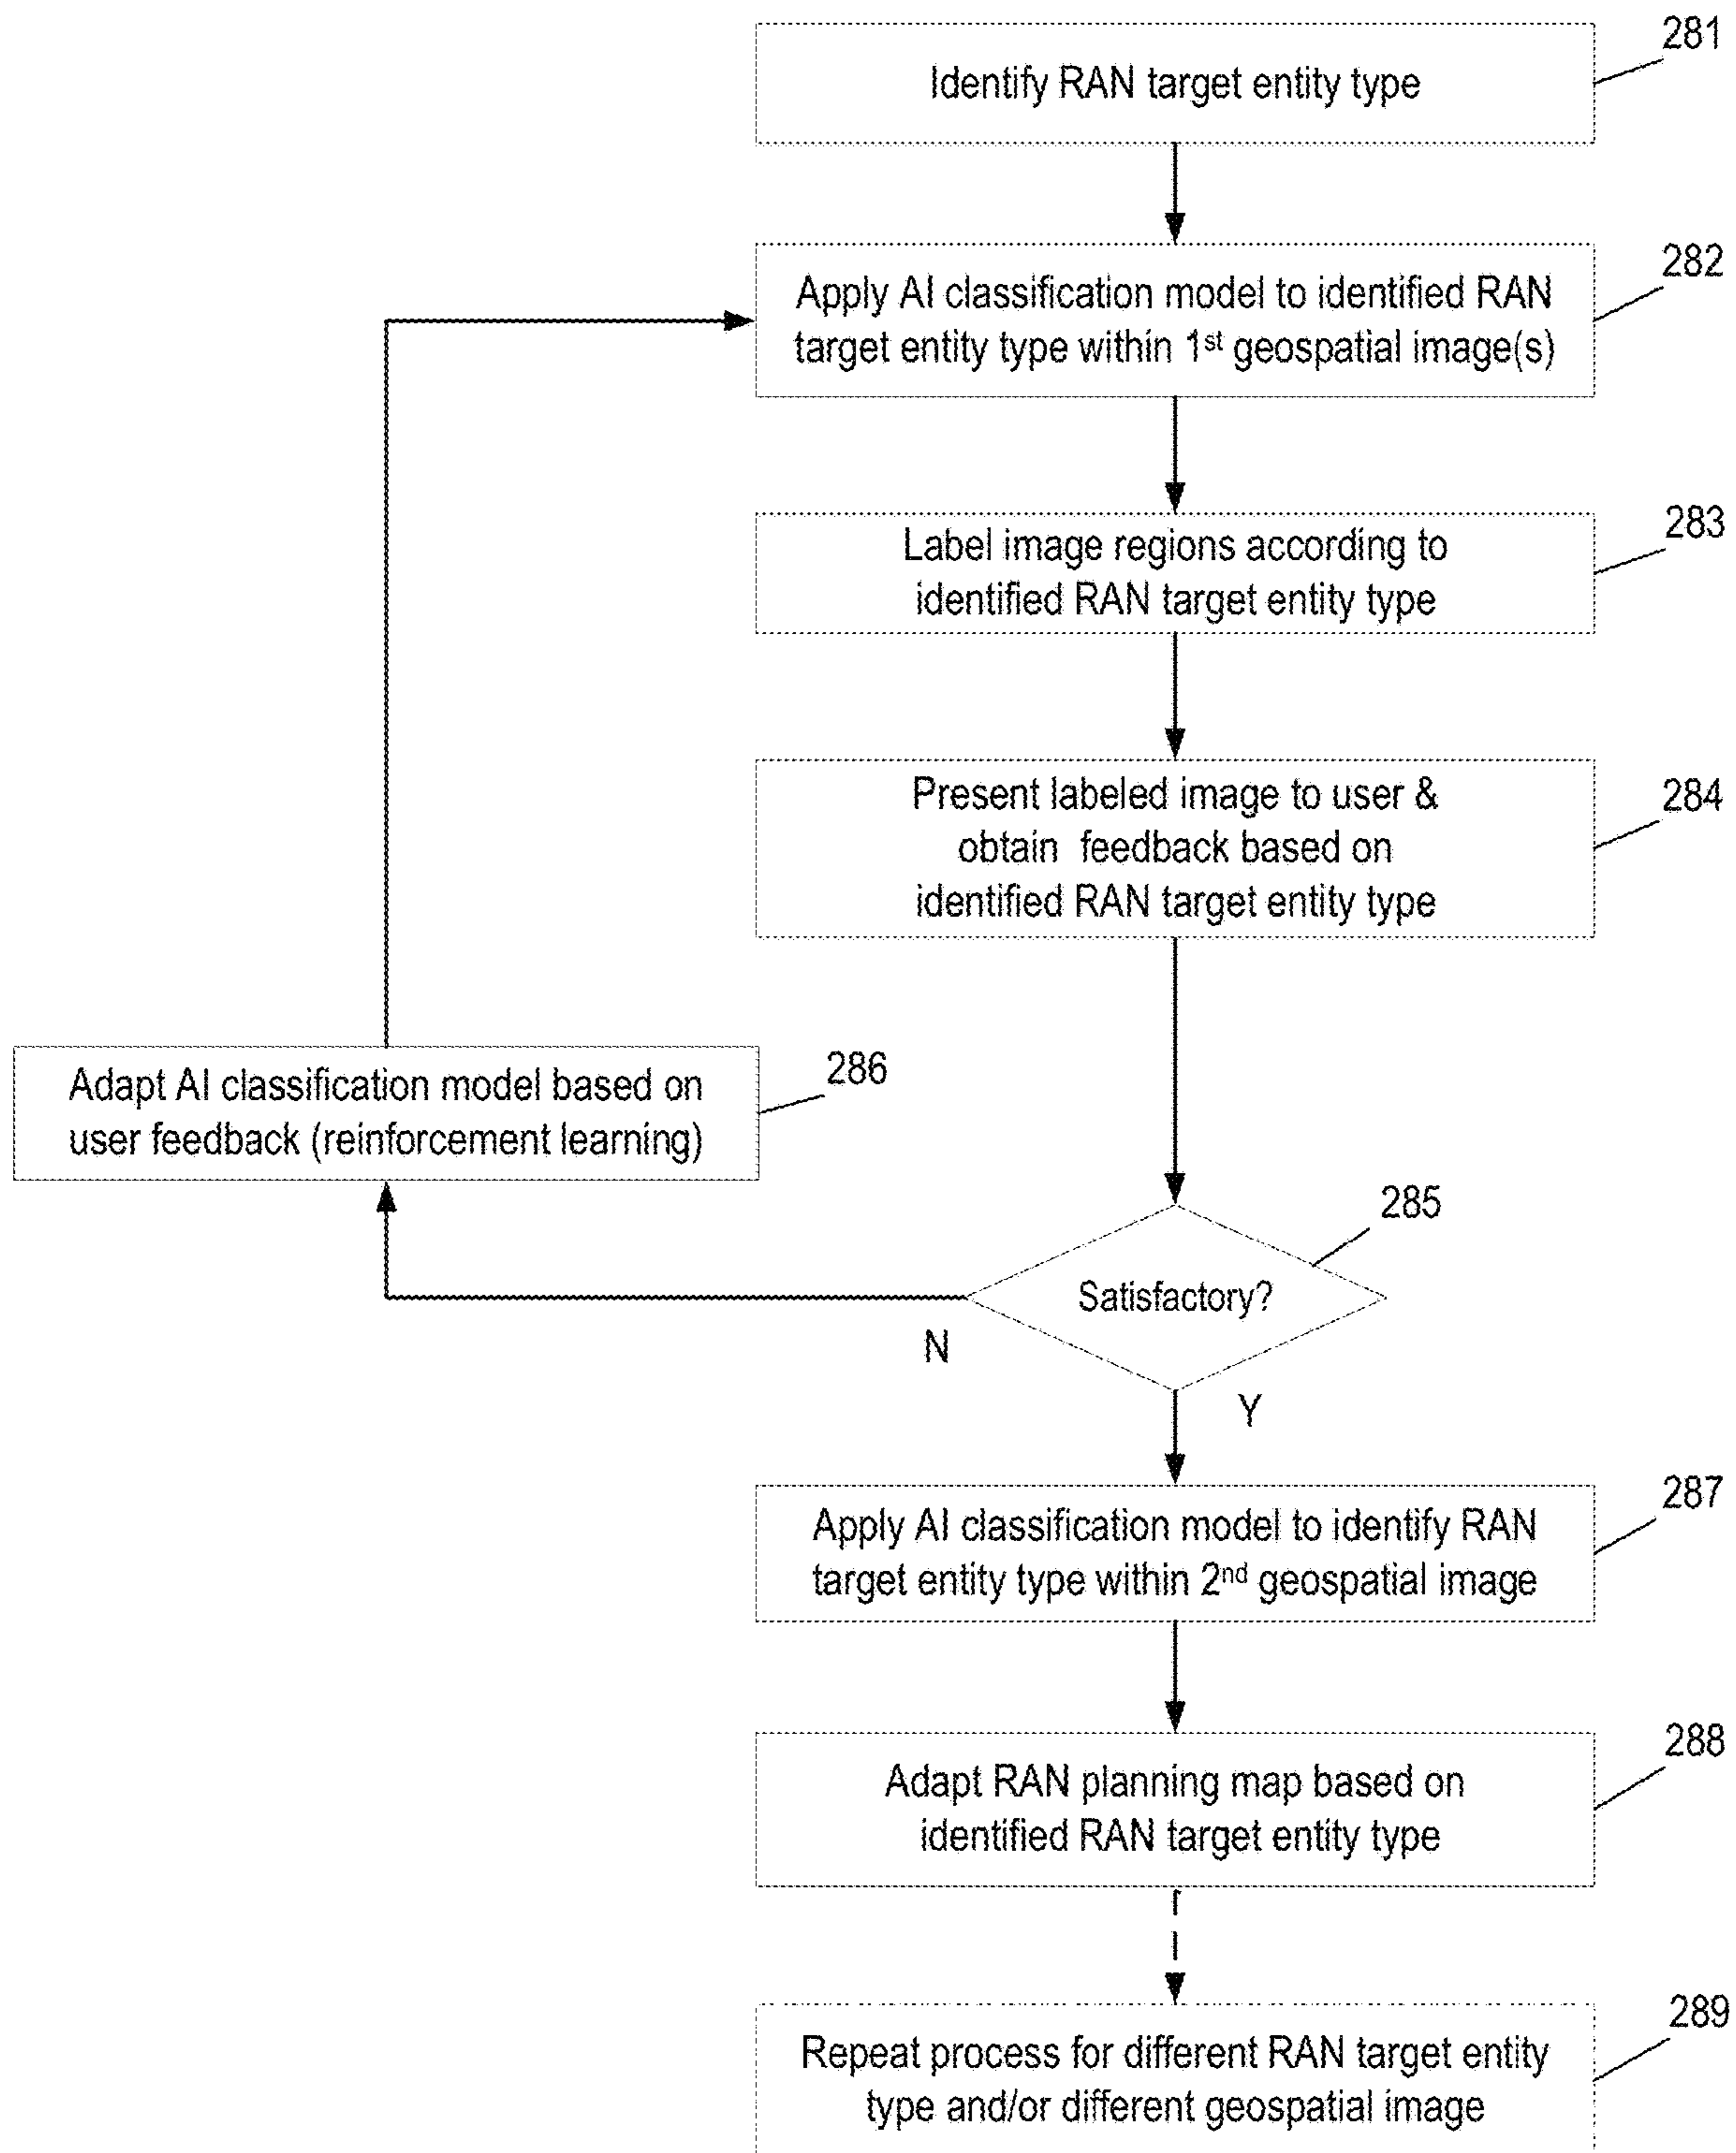 281
Identify RAN target entity type
282
Apply AI classification model to identified RAN
target entity type within 1st geospatial image(s)
283
Label image regions according to
identified RAN target entity type
284
Present labeled image to user &
obtain feedback based on
identified RAN target entity type
286
Adapt AI classification model based on
user feedback (reinforcement learning)
285
Satisfactory?
N
Y
287
Apply AI classification model to identify RAN
target entity type within 2nd geospatial image
288
Adapt RAN planning map based on
identified RAN target entity type
289
Repeat process for different RAN target entity
type and/or different geospatial image